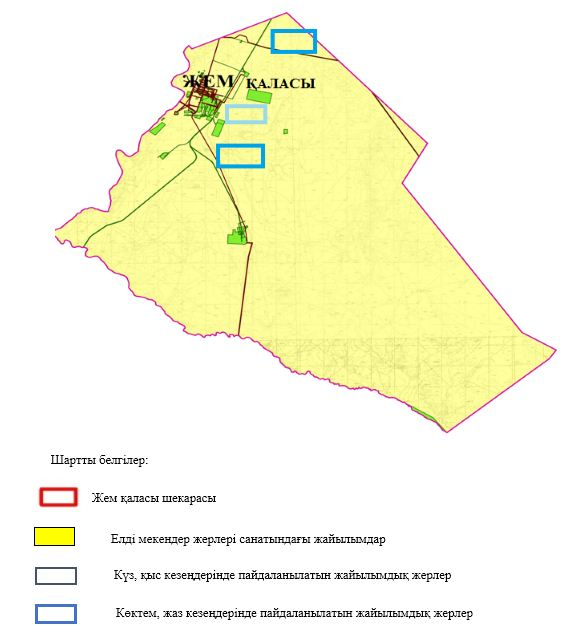 ЖЕМ ҚАЛАСЫ
Шартты белгілер:
Жем қаласы шекарасы
Елді мекендер жерлері санатындағы жайылымдар
Күз, қыс кезеңдерінде пайдаланылатын жайылымдық жерлер
Көктем, жаз кезеңдерінде пайдаланылатын жайылымдық жерлер